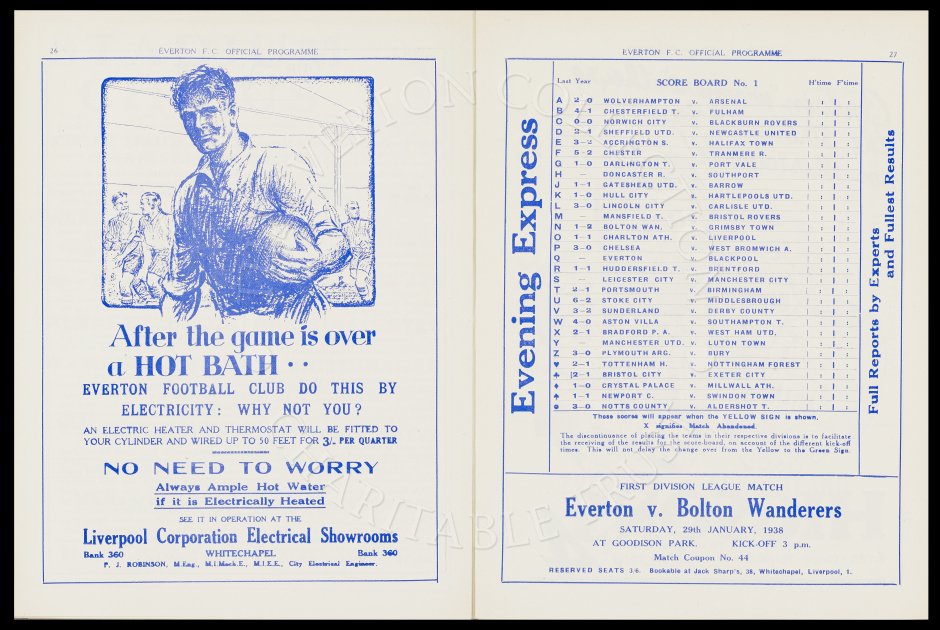 26
EVERTON F.C. OFFICIAL PROGRAMME
After the game is over
a HOT BATH · ·
EVERTON FOOTBALL CLUB DO THIS BY
ELECTRICITY: WHY NOT YOU?
AN ELECTRIC HEATER AND THERMOSTAT WILL BE FITTED TO
YOUR CYLINDER AND WIRED UP TO 50 FEET FOR 3/- PER QUARTER
NO NEED TO WORRY
Always Ample Hot Water
if it is Electrically Heated
SEE IT IN OPERATION AT THE
Liverpool Corporation Electrical Showrooms
Bank 360 WHITECHAPEL Bank 360
P. J. ROBINSON, M.Eng., M.I.Mech.E., M.I.E.E., City Electrical Engineer.
EVERTON F.C. OFFICIAL PROGRAMME
27
Evening Express
Last Year SCORE BOARD No. 1 H'time F'time
A 2-0 WOLVERHAMPTON v. ARSENAL
B 4-1 CHESTERFIELD T. v. FULHAM
C 0-0 NORWICH CITY v. BLACKBURN ROVERS
D 2-1 SHEFFIELD UTD. v. NEWCASTLE UNITED
E 3-2 ACCRINGTON S. v. HALIFAX TOWN
F 5-2 CHESTER v. TRANMERE R.
G 1-0 DARLINGTON T. v. PORT VALE
H — DONCASTER R. v. SOUTHPORT
J 1-1 GATESHEAD UTD. v. BARROW
K 1-0 HULL CITY v. HARTLEPOOLS UTD.
L 3-0 LINCOLN CITY v. CARLISLE UTD.
M — MANSFIELD T. v. BRISTOL ROVERS
N 1-2 BOLTON WAN. v. GRIMSBY TOWN
O 1-1 CHARLTON ATH. v. LIVERPOOL
P 3-0 CHELSEA v. WEST BROMWICH A.
Q — EVERTON v. BLACKPOOL
R 1-1 HUDDERSFIELD T. v. BRENTFORD
S — LEICESTER CITY v. MANCHESTER CITY
T 2-1 PORTSMOUTH v. BIRMINGHAM
U 6-2 STOKE CITY v. MIDDLESBROUGH
V 3-2 SUNDERLAND v. DERBY COUNTY
W 4-0 ASTON VILLA v. SOUTHAMPTON T.
X 2-1 BRADFORD P. A. v. WEST HAM UTD.
Y — MANCHESTER UTD. v. LUTON TOWN
Z 3-0 PLYMOUTH ARG. v. BURY
♥ 2-1 TOTTENHAM H. v. NOTTINGHAM FOREST
♣ 2-1 BRISTOL CITY v. EXETER CITY
♦ 1-0 CRYSTAL PALACE v. MILLWALL ATH.
♠ 1-1 NEWPORT C. v. SWINDON TOWN
● 3-0 NOTTS COUNTY v. ALDERSHOT T.
These scores will appear when the YELLOW SIGN is shown.
X signifies Match Abandoned.
The discontinuance of placing the teams in their respective divisions is to facilitate
the receiving of the results for the score-board, on account of the different kick-off
times. This will not delay the change over from the Yellow to the Green Sign.
Full Reports by Experts
and Fullest Results
FIRST DIVISION LEAGUE MATCH
Everton v. Bolton Wanderers
SATURDAY, 29th JANUARY, 1938
AT GOODISON PARK. KICK-OFF 3 p.m.
Match Coupon No. 44
RESERVED SEATS 3/6. Bookable at Jack Sharp's, 38, Whitechapel, Liverpool, 1.